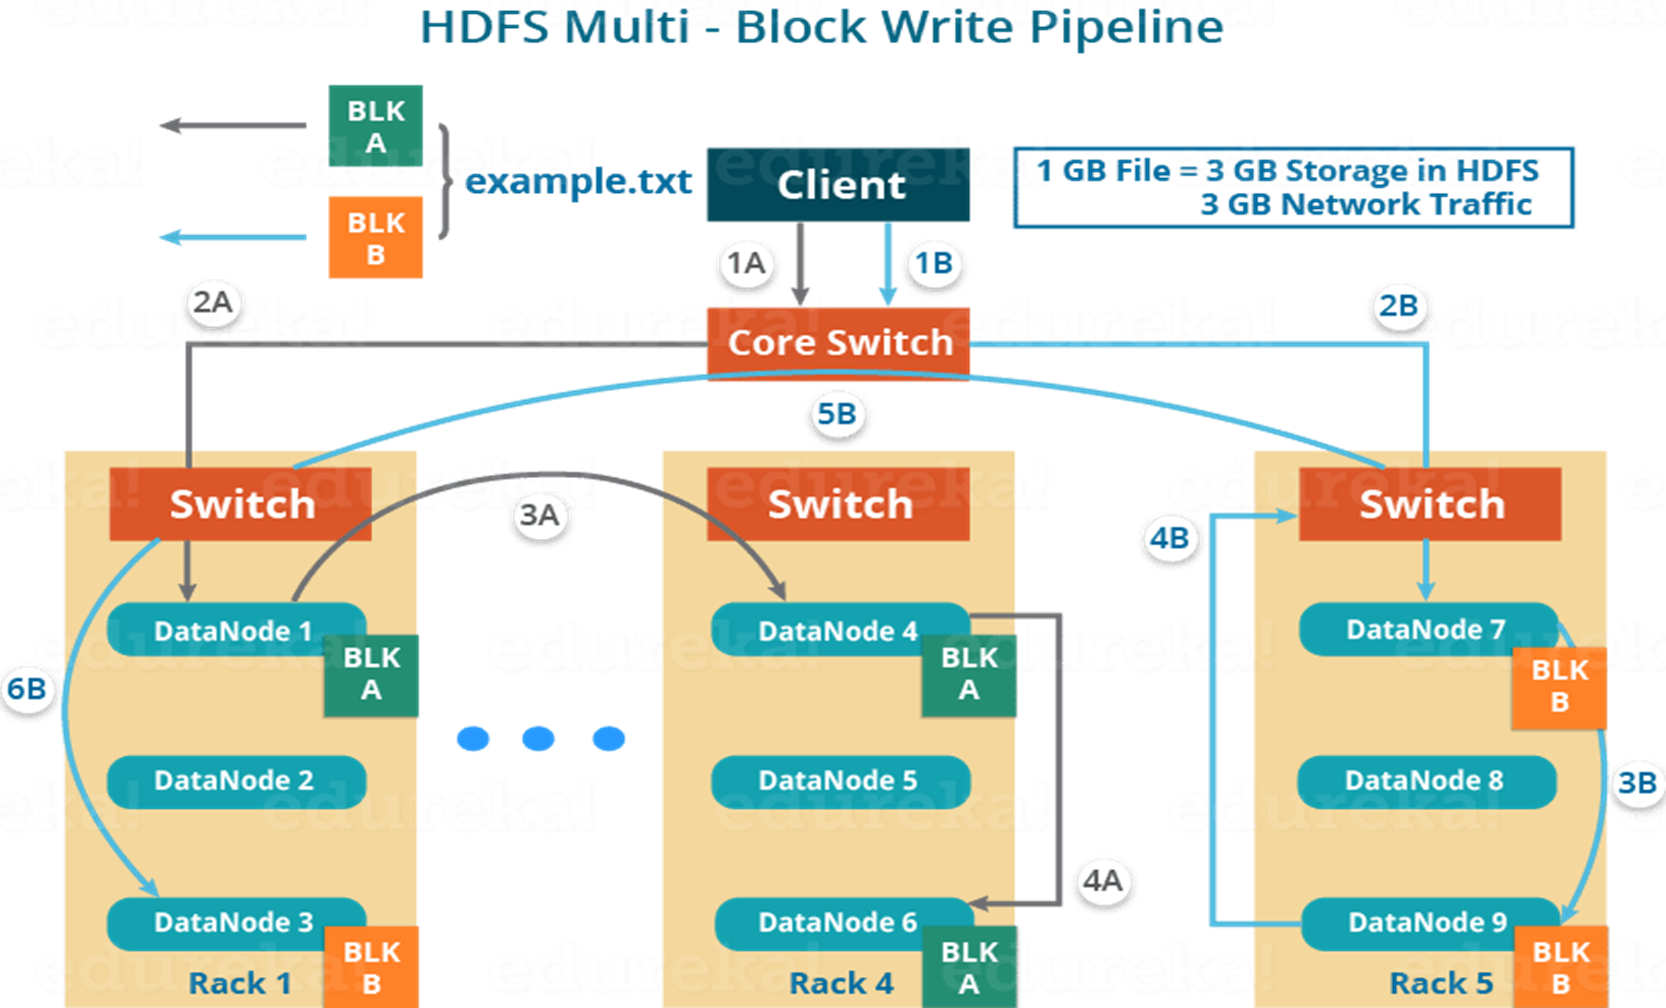 HDFS Multi - Block Write Pipeline
BLK
A
BLK
B
example.txt
Client
1 GB File = 3 GB Storage in HDFS
3 GB Network Traffic
1A
1B
2A
2B
Core Switch
5B
Switch
Switch
Switch
3A
4B
DataNode 1
DataNode 4
DataNode 7
BLK
A
BLK
A
BLK
B
6B
DataNode 2
DataNode 5
DataNode 8
3B
4A
DataNode 3
DataNode 6
DataNode 9
BLK
B
BLK
A
BLK
B
Rack 1
Rack 4
Rack 5
edureka!